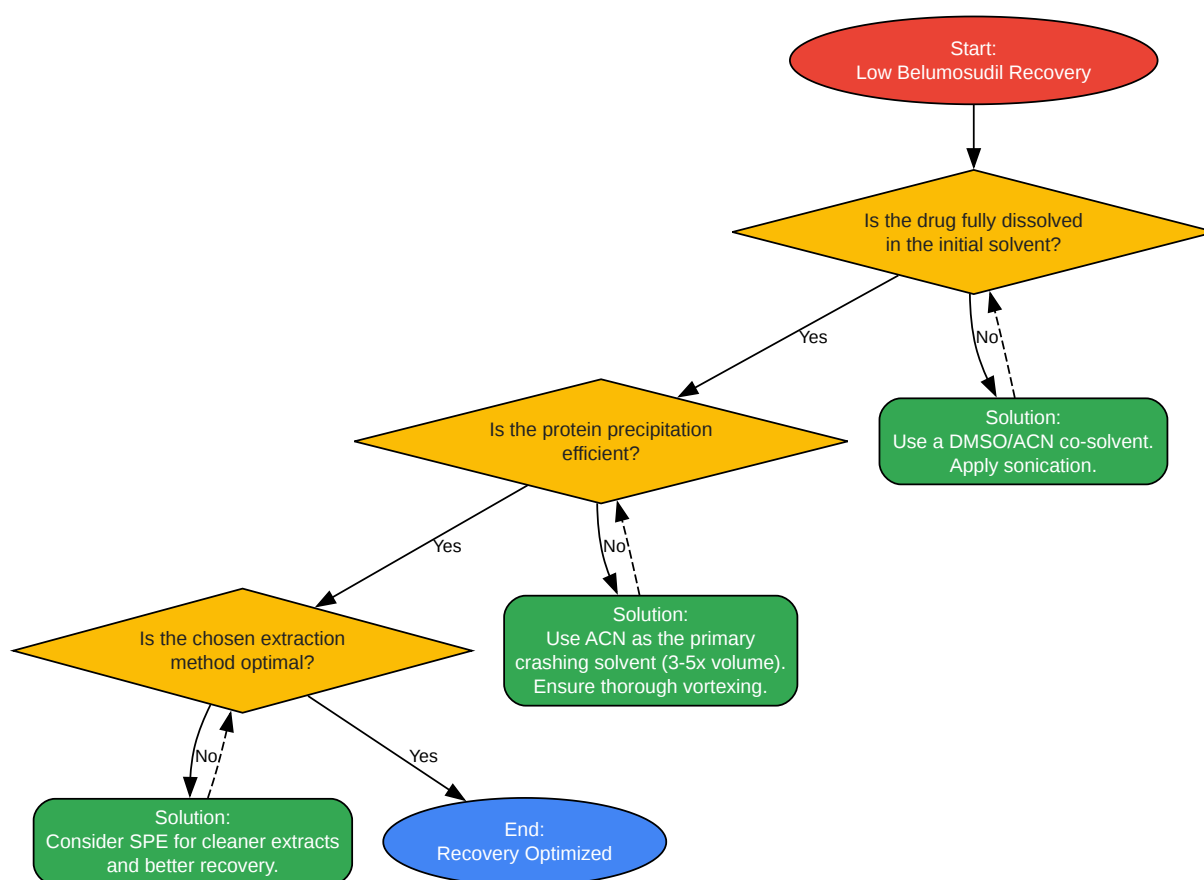 Start:
Low Belumosudil Recovery
Is the drug fully dissolved
in the initial solvent?
Yes
No
Solution:
Use a DMSO/ACN co-solvent.
Apply sonication.
Is the protein precipitation
efficient?
Yes
No
Solution:
Use ACN as the primary
crashing solvent (3-5x volume).
Ensure thorough vortexing.
Is the chosen extraction
method optimal?
No
Yes
Solution:
Consider SPE for cleaner extracts
and better recovery.
End:
Recovery Optimized